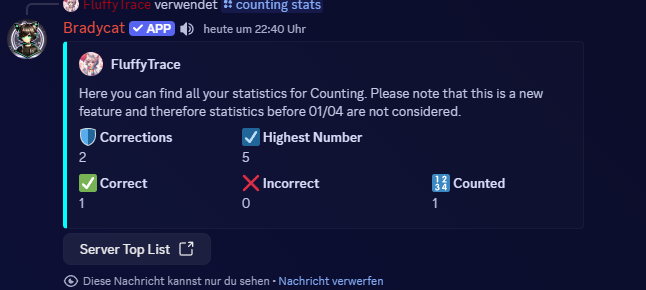 FluffyTrace verwendet counting stats
Bradycat APP heute um 22:40 Uhr
FluffyTrace
Here you can find all your statistics for Counting. Please note that this is a new
feature and therefore statistics before 01/04 are not considered.
Corrections Highest Number
2 5
Correct Incorrect 1234 Counted
1 0 1
Server Top List
Diese Nachricht kannst nur du sehen • Nachricht verwerfen